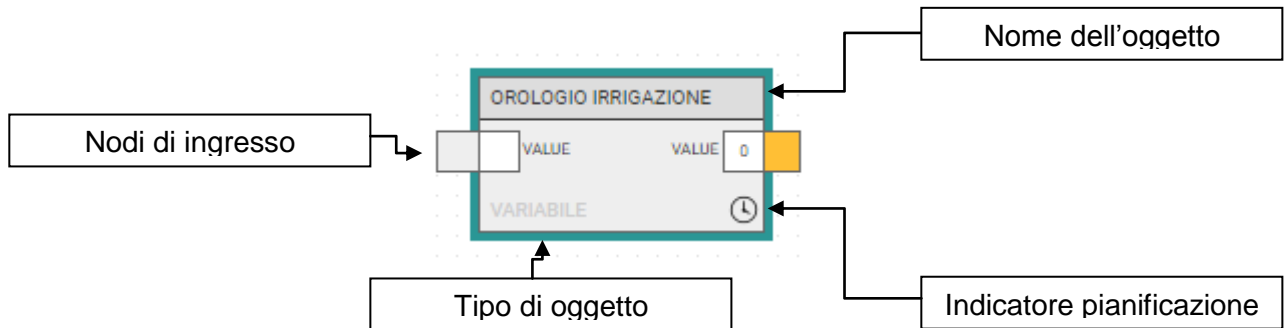 Nome dell'oggetto
OROLOGIO IRRIGAZIONE
Nodi di ingresso
VALUE
VALUE
0
VARIABILE
Tipo di oggetto
Indicatore pianificazione